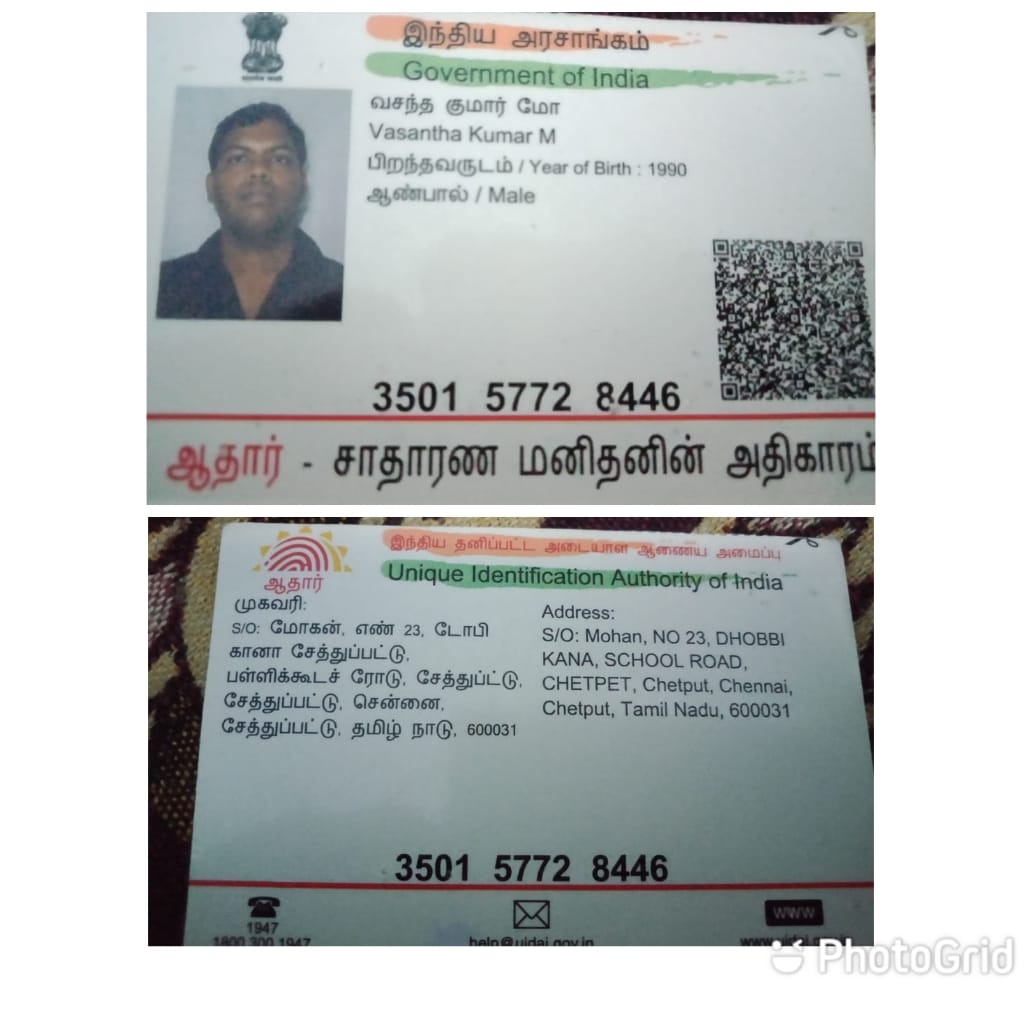 இந்திய அரசாங்கம்
Government of India
வசந்த குமார் மோ
Vasantha Kumar M
பிறந்தவருடம் / Year of Birth : 1990
ஆண்பால் / Male
3501 5772 8446
ஆதார் - சாதாரண மனிதனின் அதிகாரம்
இந்திய தனிப்பட்ட அடையாள ஆணைய அமைப்பு
Unique Identification Authority of India
ஆதார்
முகவரி:
S/O: மோகன், எண் 23, டோபி
கானா சேத்துப்பட்டு,
பள்ளிக்கூடச் ரோடு, சேத்துப்ட்டு,
சேத்துப்பட்டு, சென்னை,
சேத்துப்பட்டு, தமிழ் நாடு, 600031
Address:
S/O: Mohan, NO 23, DHOBBI
KANA, SCHOOL ROAD,
CHETPET, Chetput, Chennai,
Chetput, Tamil Nadu, 600031
3501 5772 8446
1947
1800 300 1947
help@uidai.gov.in
WWW
PhotoGrid